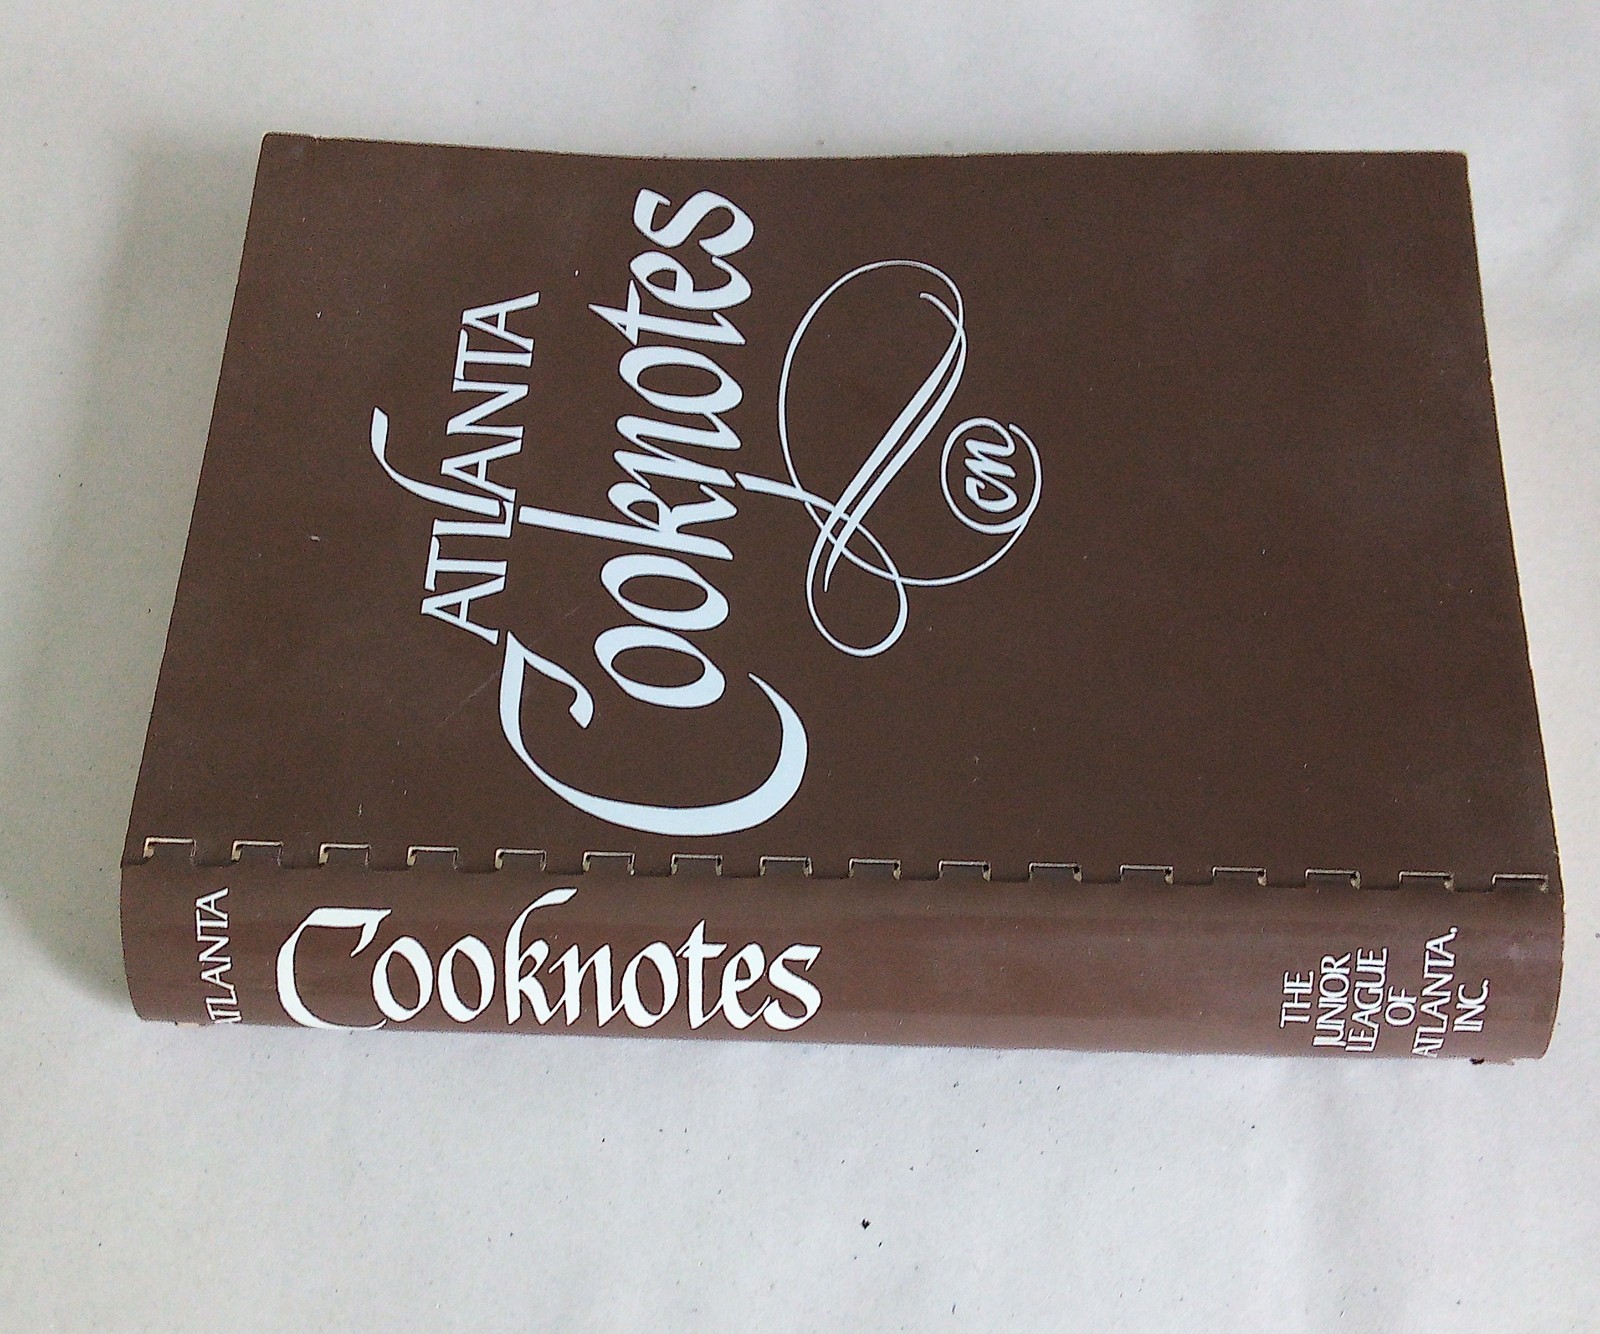 ATLANTA
Cooknotes
cn
ATLANTA
Cooknotes
THE
JUNIOR
LEAGUE
OF
ATLANTA.
INC.